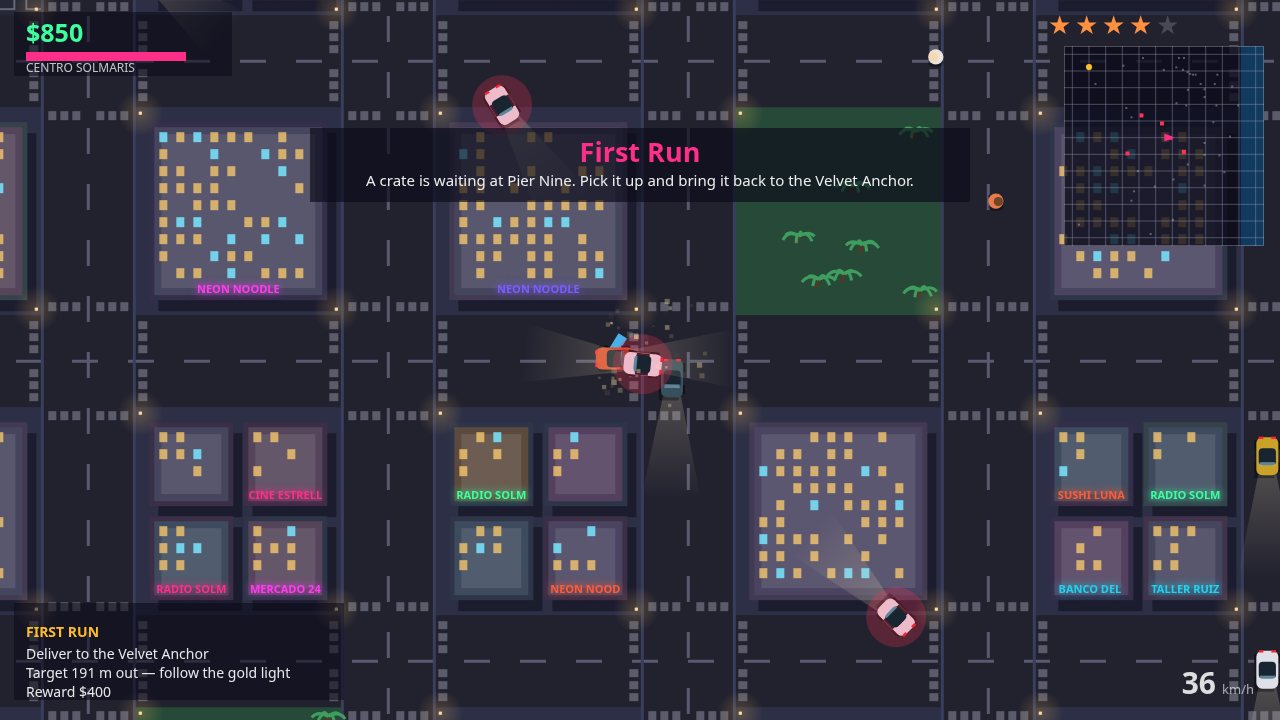 $850
CENTRO SOLMARIS
First Run
A crate is waiting at Pier Nine. Pick it up and bring it back to the Velvet Anchor.
NEON NOODLE
NEON NOODLE
CINE ESTRELL
RADIO SOLM
SUSHI LUNA
RADIO SOLM
RADIO SOLM
MERCADO 24
NEON NOOD
BANCO DEL
TALLER RUIZ
FIRST RUN
Deliver to the Velvet Anchor
Target 191 m out — follow the gold light
Reward $400
36 km/h